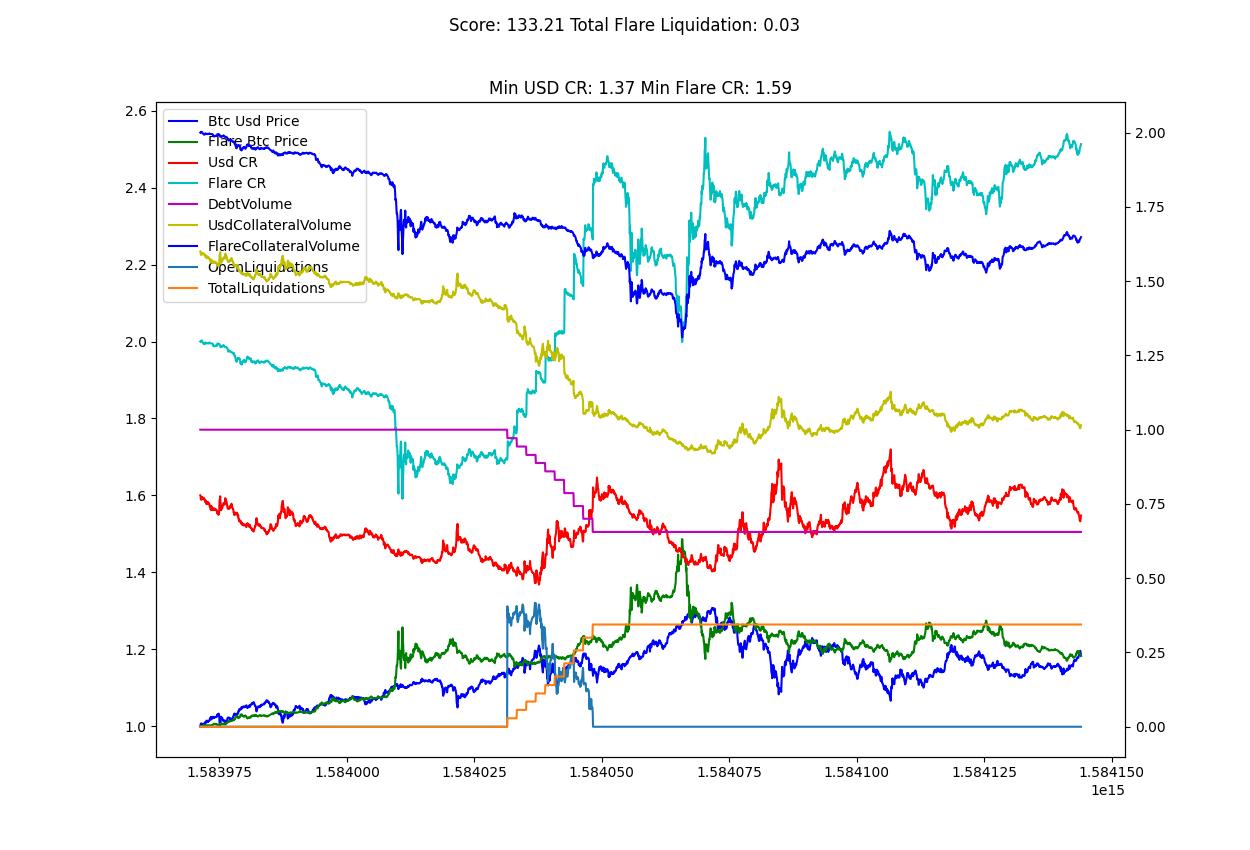 Score: 133.21 Total Flare Liquidation: 0.03
Min USD CR: 1.37 Min Flare CR: 1.59
Btc Usd Price
Flare Btc Price
Usd CR
Flare CR
DebtVolume
UsdCollateralVolume
FlareCollateralVolume
OpenLiquidations
TotalLiquidations
2.6
2.4
2.2
2.0
1.8
1.6
1.4
1.2
1.0
2.00
1.75
1.50
1.25
1.00
0.75
0.50
0.25
0.00
1.583975 1.584000 1.584025 1.584050 1.584075 1.584100 1.584125 1.584150
1e15